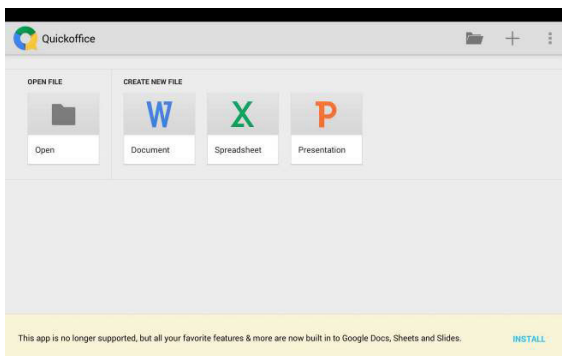 Quickoffice
OPEN FILE
CREATE NEW FILE
W
X
P
Open
Document
Spreadsheet
Presentation
This app is no longer supported, but all your favorite features & more are now built in to Google Docs, Sheets and Slides.
INSTALL